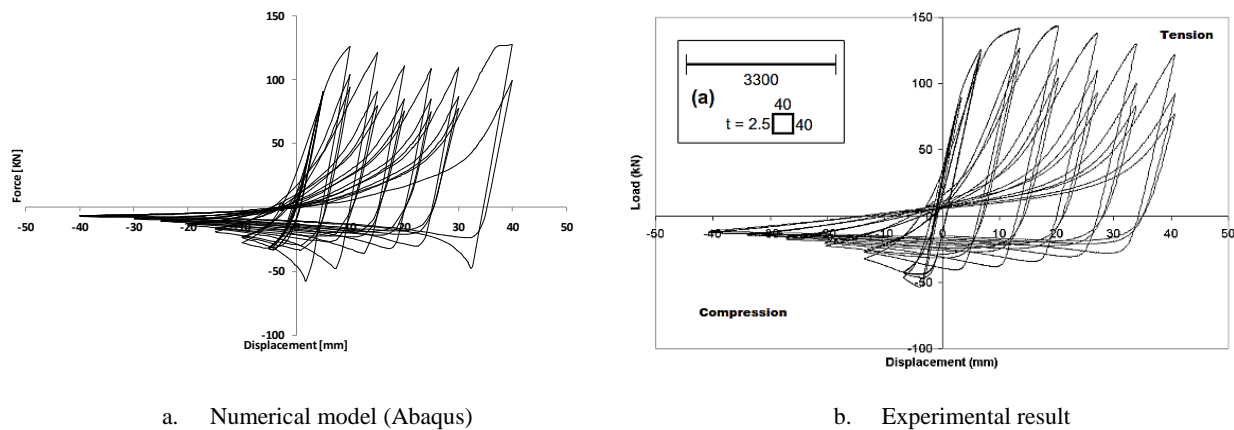 150
100
50
-50 -40 -30 -20 -10 0 10 20 30 40 50
-50
-100
Force [KN]
Displacement [mm]
150
100
50
-50 -40 -30 -20 -10 0 10 20 30 40 50
-50
-100
Load (kN)
Displacement (mm)
Tension
Compression
3300
(a)
40
t = 2.5 40
a. Numerical model (Abaqus)
b. Experimental result